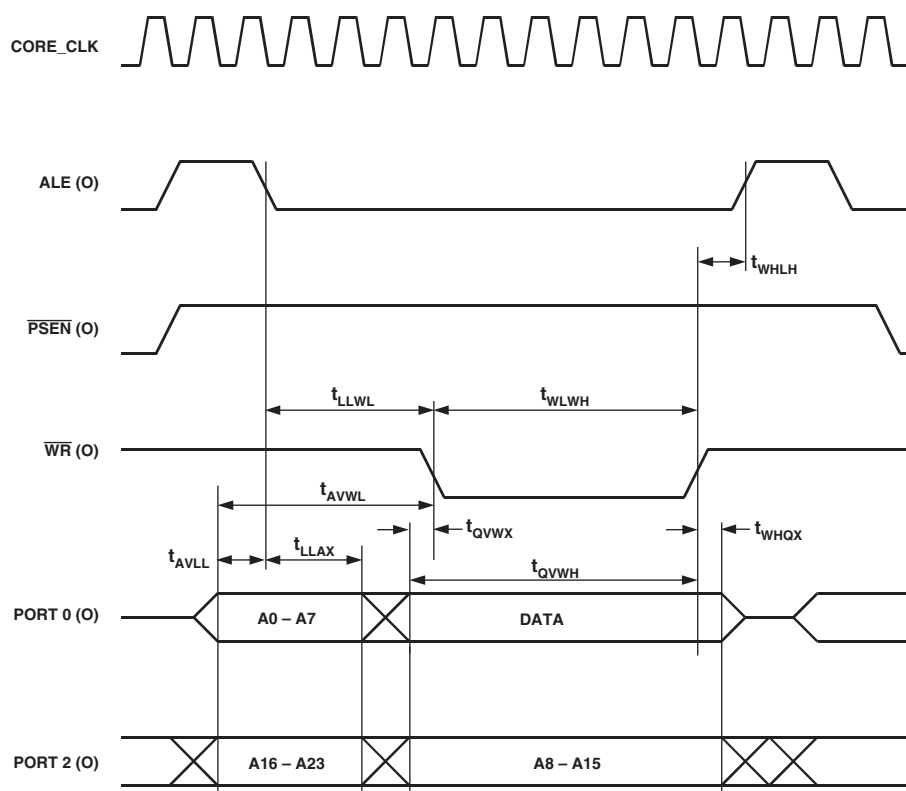 CORE_CLK
ALE (O)
tWHLH
PSEN (O)
tLLWL
tWLWH
WR (O)
tAVWL
tQVWX
tWHQX
tAVLL
tLLAX
tQVWH
PORT 0 (O)
A0 – A7
DATA
PORT 2 (O)
A16 – A23
A8 – A15